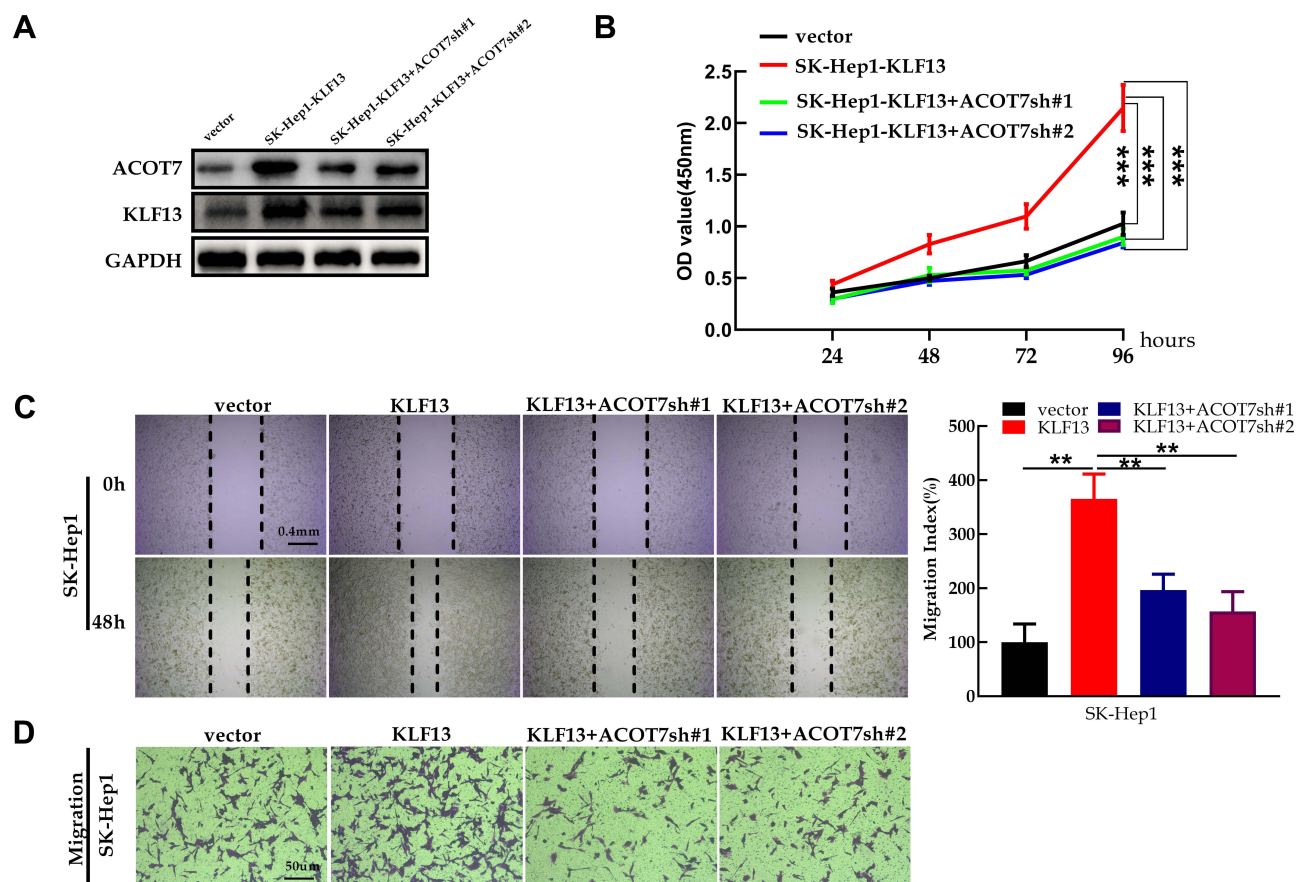 A
vector
SK-Hep1-KLF13
SK-Hep1-KLF13+ACOT7sh#1
SK-Hep1-KLF13+ACOT7sh#2
ACOT7
KLF13
GAPDH
B
vector
SK-Hep1-KLF13
SK-Hep1-KLF13+ACOT7sh#1
SK-Hep1-KLF13+ACOT7sh#2
OD value(450nm)
2.5
2.0
1.5
1.0
0.5
0.0
24 48 72 96 hours
*** *** ***
C
vector KLF13 KLF13+ACOT7sh#1 KLF13+ACOT7sh#2
SK-Hep1
0h
0.4mm
48h
vector KLF13+ACOT7sh#1
KLF13 KLF13+ACOT7sh#2
Migration Index(%)
500
400
300
200
100
0
** ** **
SK-Hep1
D
vector KLF13 KLF13+ACOT7sh#1 KLF13+ACOT7sh#2
Migration
SK-Hep1
50um